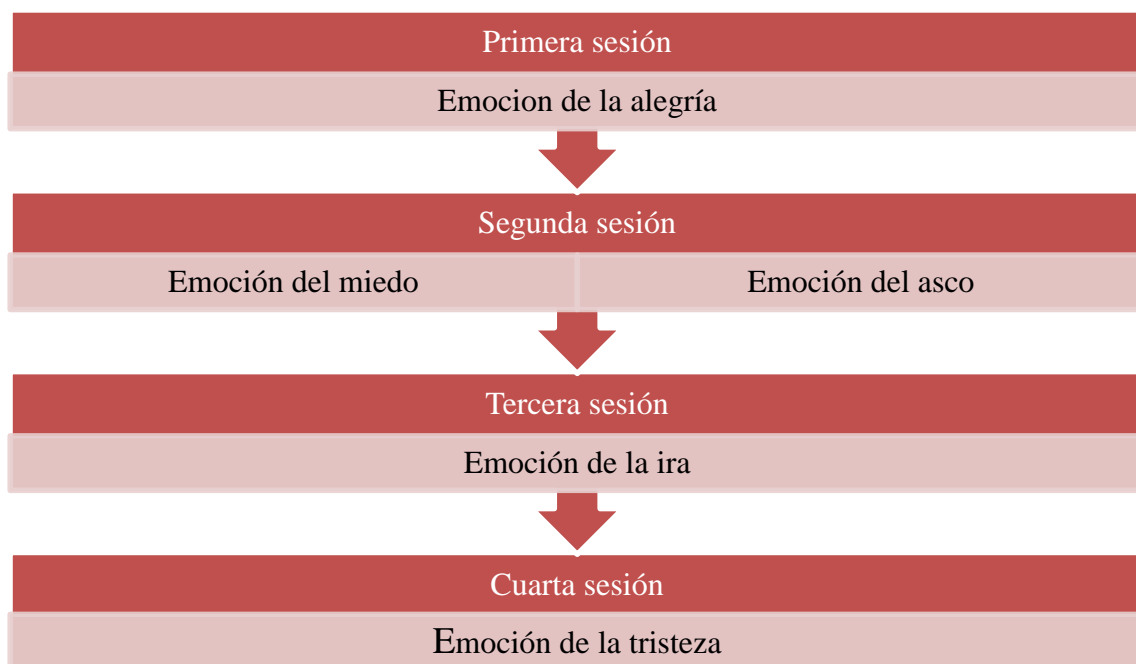 Primera sesión
Emocion de la alegría
Segunda sesión
Emoción del miedo
Emoción del asco
Tercera sesión
Emoción de la ira
Cuarta sesión
Emoción de la tristeza